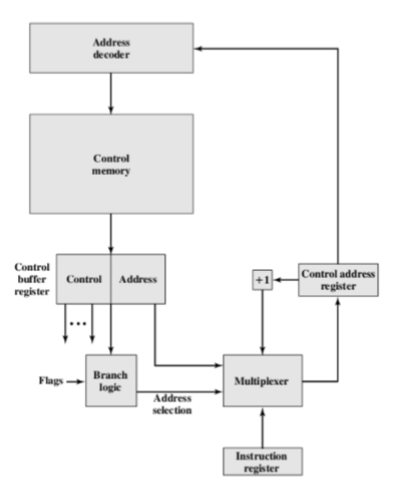 Address
decoder
Control
memory
Control
buffer
register
Control
Address
+1
Control address
register
Flags
Branch
logic
Address
selection
Multiplexer
Instruction
register